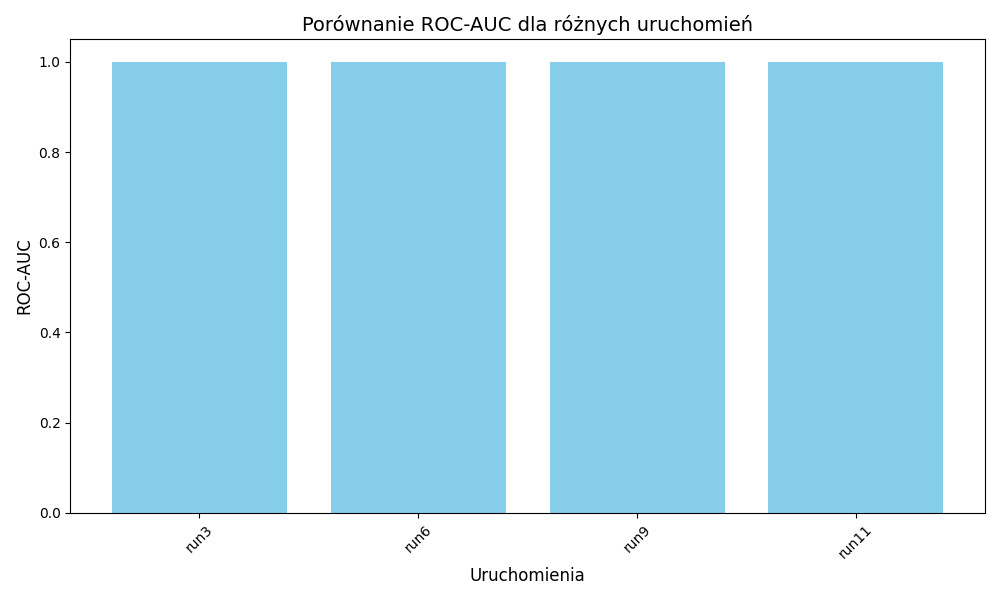 Porównanie ROC-AUC dla różnych uruchomień
ROC-AUC
1.0
0.8
0.6
0.4
0.2
0.0
run3
run6
run9
run11
Uruchomienia